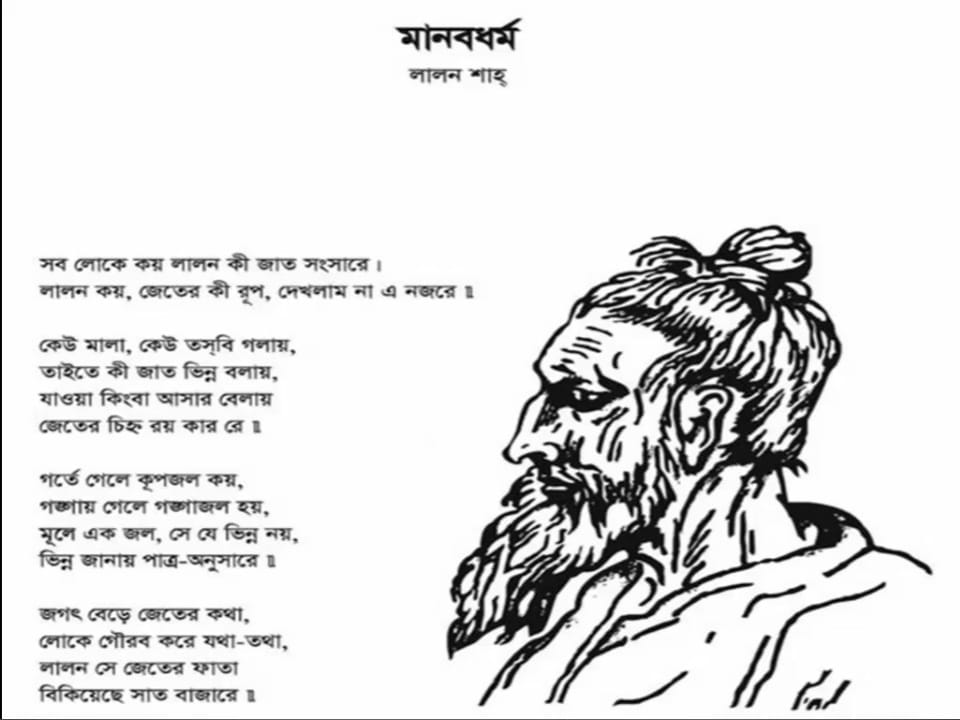 মানবধর্ম
লালন শাহ্
সব লোকে কয় লালন কী জাত সংসারে।
লালন কয়, জেতের কী রূপ, দেখলাম না এ নজরে ॥
কেউ মালা, কেউ তস্‌বি গলায়,
তাইতে কী জাত ভিন্ন বলায়,
যাওয়া কিংবা আসার বেলায়
জেতের চিহ্ন রয় কার রে ॥
গর্তে গেলে কূপজল কয়,
গঙ্গায় গেলে গঙ্গাজল হয়,
মূলে এক জল, সে যে ভিন্ন নয়,
ভিন্ন জানায় পাত্র-অনুসারে ॥
জগৎ বেড়ে জেতের কথা,
লোকে গৌরব করে যথা-তথা,
লালন সে জেতের ফাতা
বিকিয়েছে সাত বাজারে ॥